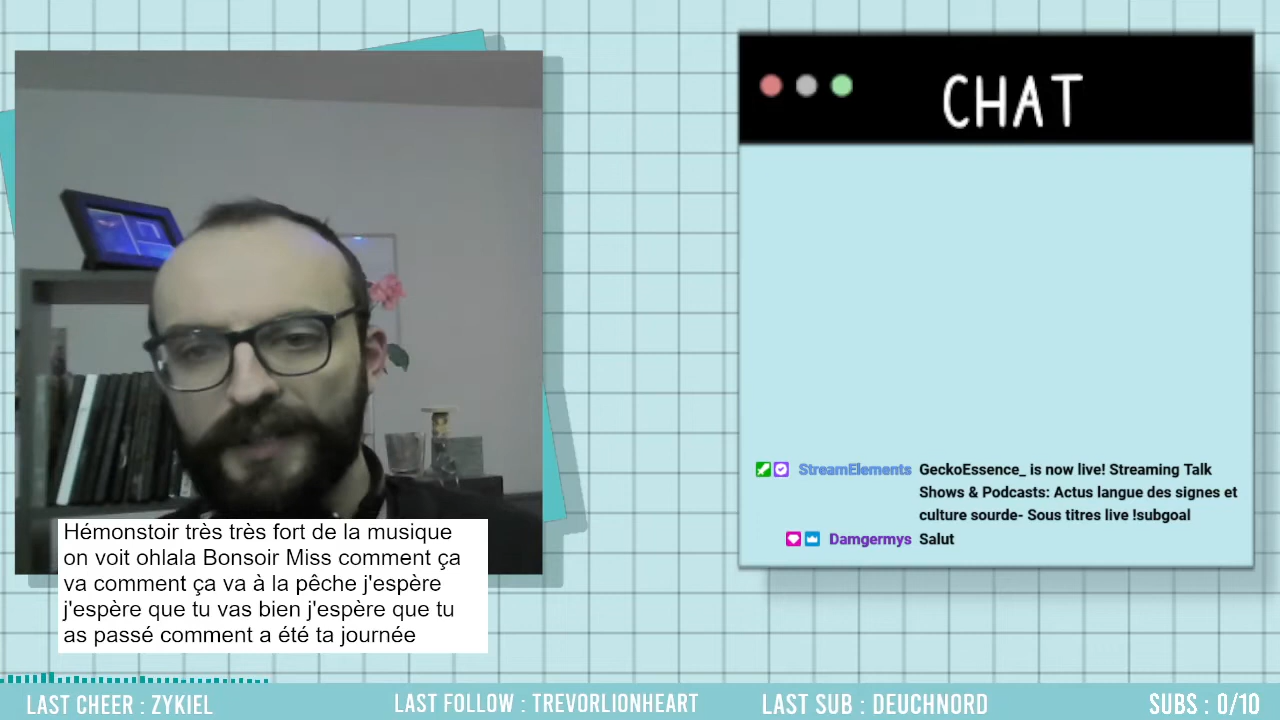 CHAT
StreamElements GeckoEssence_ is now live! Streaming Talk
Shows & Podcasts: Actus langue des signes et
culture sourde- Sous titres live !subgoal
Damgermys Salut
Hémonstoir très très fort de la musique
on voit ohlala Bonsoir Miss comment ça
va comment ça va à la pêche j'espère
j'espère que tu vas bien j'espère que tu
as passé comment a été ta journée
LAST CHEER : ZYKIEL
LAST FOLLOW : TREVORLIONHEART
LAST SUB : DEUCHNORD
SUBS : 0/10